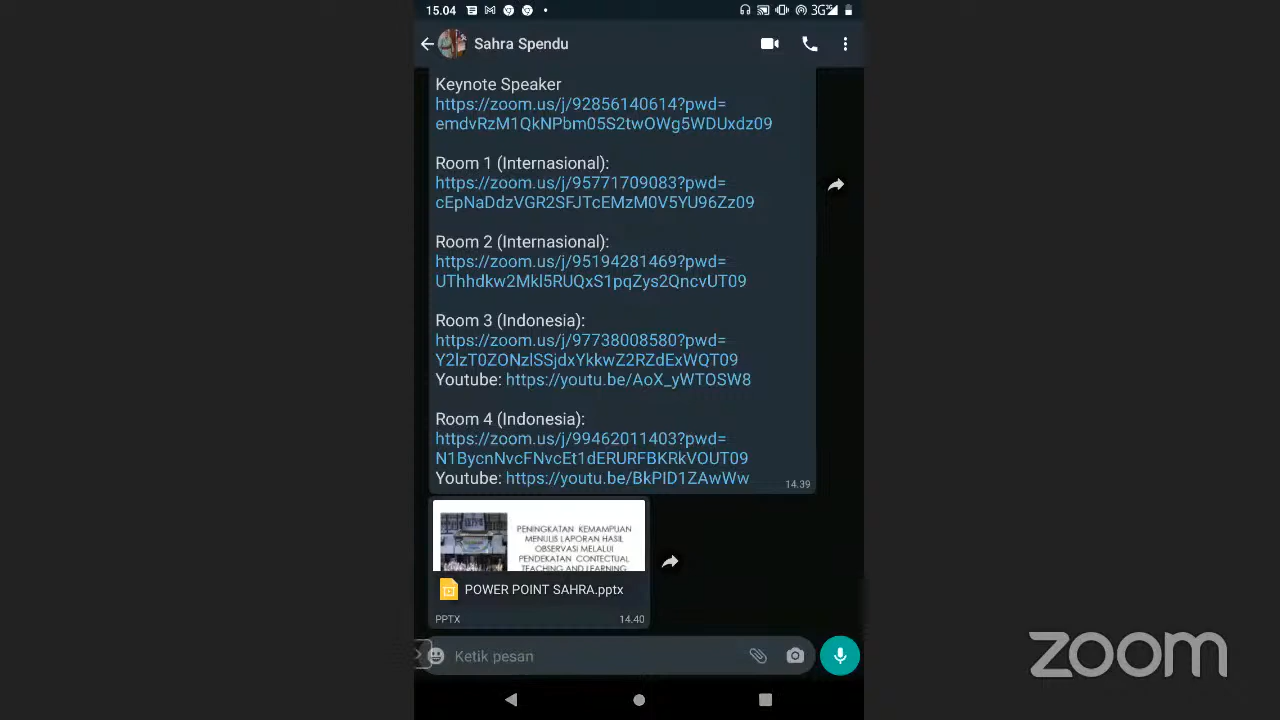 15.04
3G
Sahra Spendu
Keynote Speaker
https://zoom.us/j/92856140614?pwd=
emdvRzM1QkNPbm05S2twOWg5WDUxdz09
Room 1 (Internasional):
https://zoom.us/j/95771709083?pwd=
cEpNaDdzVGR2SFJTcEMzM0V5YU96Zz09
Room 2 (Internasional):
https://zoom.us/j/95194281469?pwd=
UThhdkw2Mkl5RUQxS1pqZys2QncvUT09
Room 3 (Indonesia):
https://zoom.us/j/97738008580?pwd=
Y2lzT0ZONzlSSjdxYkkwZ2RZdExWQT09
Youtube: https://youtu.be/AoX_yWTOSW8
Room 4 (Indonesia):
https://zoom.us/j/99462011403?pwd=
N1BycnNvcFNvcEt1dERURFBKRkVOUT09
Youtube: https://youtu.be/BkPID1ZAwWw
14.39
PENINGKATAN KEMAMPUAN
MENULIS LAPORAN HASIL
OBSERVASI MELALUI
PENDEKATAN CONTECTUAL
TEACHING AND LEARNING
POWER POINT SAHRA.pptx
PPTX
14.40
Ketik pesan
zoom